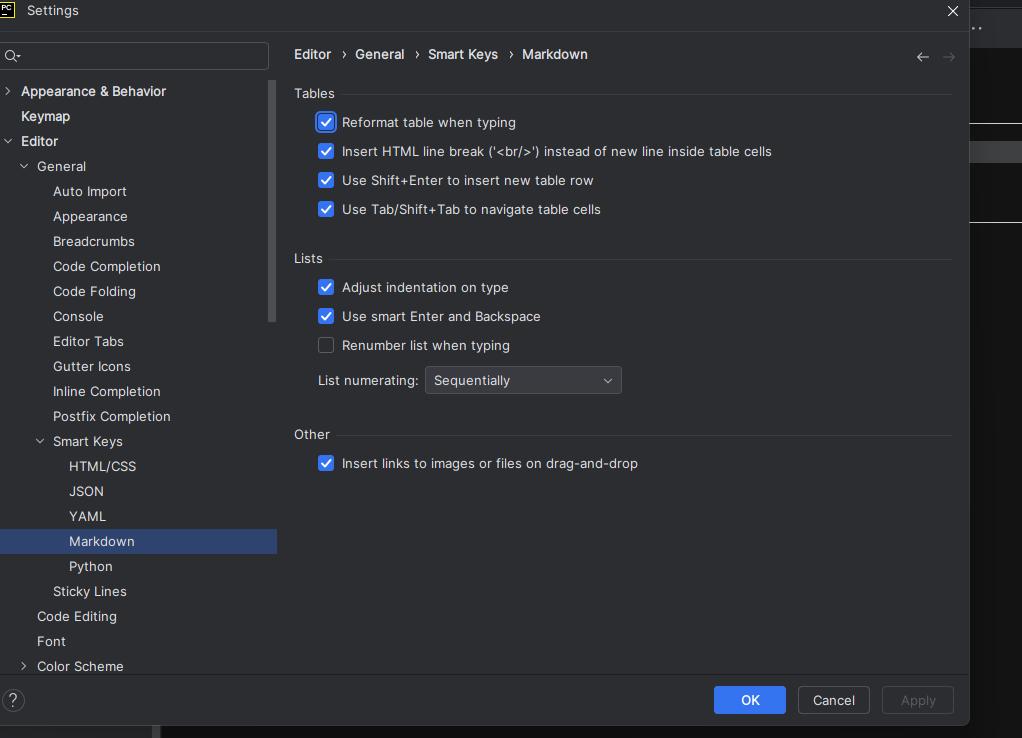 PC
Settings
Editor › General › Smart Keys › Markdown
Appearance & Behavior
Keymap
Editor
General
Auto Import
Appearance
Breadcrumbs
Code Completion
Code Folding
Console
Editor Tabs
Gutter Icons
Inline Completion
Postfix Completion
Smart Keys
HTML/CSS
JSON
YAML
Markdown
Python
Sticky Lines
Code Editing
Font
Color Scheme
Tables
Reformat table when typing
Insert HTML line break ('<br/>') instead of new line inside table cells
Use Shift+Enter to insert new table row
Use Tab/Shift+Tab to navigate table cells
Lists
Adjust indentation on type
Use smart Enter and Backspace
Renumber list when typing
List numerating: Sequentially
Other
Insert links to images or files on drag-and-drop
?
OK Cancel Apply